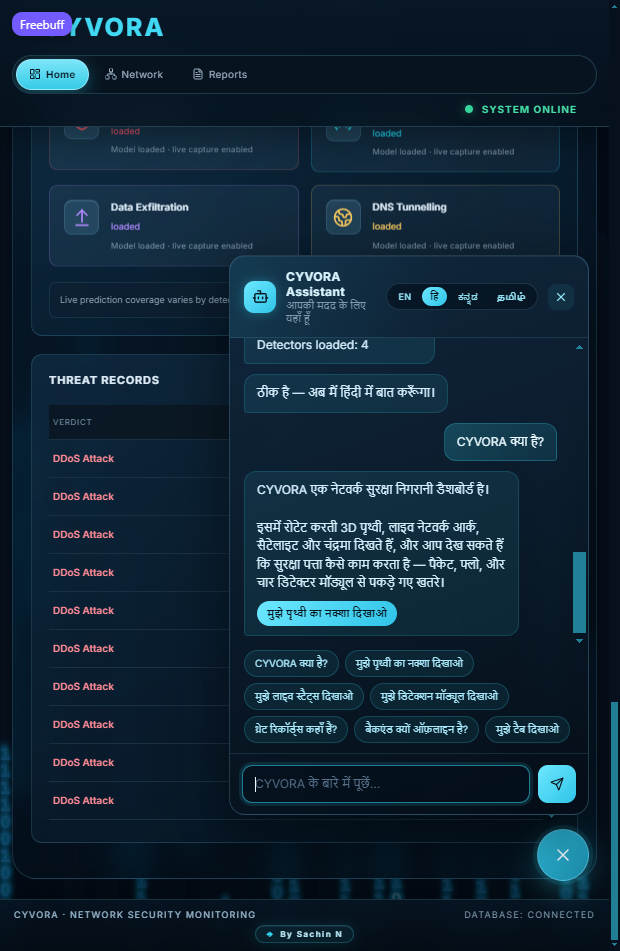 Freebuff
YVORA
Home
Network
Reports
SYSTEM ONLINE
loaded
Model loaded · live capture enabled
loaded
Model loaded · live capture enabled
Data Exfiltration
loaded
Model loaded · live capture enabled
DNS Tunnelling
loaded
Model loaded · live capture enabled
Live prediction coverage varies by
THREAT RECORDS
VERDICT
DDoS Attack
DDoS Attack
DDoS Attack
DDoS Attack
DDoS Attack
DDoS Attack
DDoS Attack
DDoS Attack
DDoS Attack
DDoS Attack
CYVORA
Assistant
आपकी मदद के लिए
यहाँ हूँ
EN
हिं
ಕನ್ನಡ
தமிழ்
Detectors loaded: 4
ठीक है — अब मैं हिंदी में बात करूँगा।
CYVORA क्या है?
CYVORA एक नेटवर्क सुरक्षा निगरानी डैशबोर्ड है।
इसमें रोटेट करती 3D पृथ्वी, लाइव नेटवर्क आर्क,
सैटेलाइट और चंद्रमा दिखते हैं, और आप देख सकते हैं
कि सुरक्षा पत्ता कैसे काम करता है — पैकेट, फ्लो, और
चार डिटेक्टर मॉड्यूल से पकड़े गए खतरे।
मुझे पृथ्वी का नक्शा दिखाओ
CYVORA क्या है?
मुझे पृथ्वी का नक्शा दिखाओ
मुझे लाइव स्टैट्स दिखाओ
मुझे डिटेक्शन मॉड्यूल दिखाओ
थ्रेट रिकॉर्ड्स कहाँ हैं?
बैकएंड क्यों ऑफ़लाइन है?
मुझे टैब दिखाओ
CYVORA के बारे में पूछें...
CYVORA · NETWORK SECURITY MONITORING
DATABASE: CONNECTED
By Sachin N